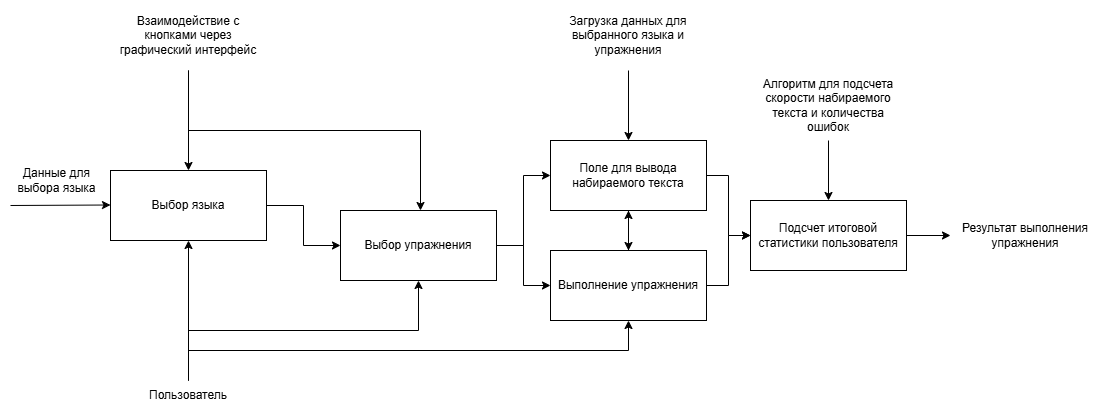 Взаимодействие с
кнопками через
графический интерфейс
Загрузка данных для
выбранного языка и
упражнения
Алгоритм для подсчета
скорости набираемого
текста и количества
ошибок
Данные для
выбора языка
Выбор языка
Выбор упражнения
Поле для вывода
набираемого текста
Выполнение упражнения
Подсчет итоговой
статистики пользователя
Результат выполнения
упражнения
Пользователь